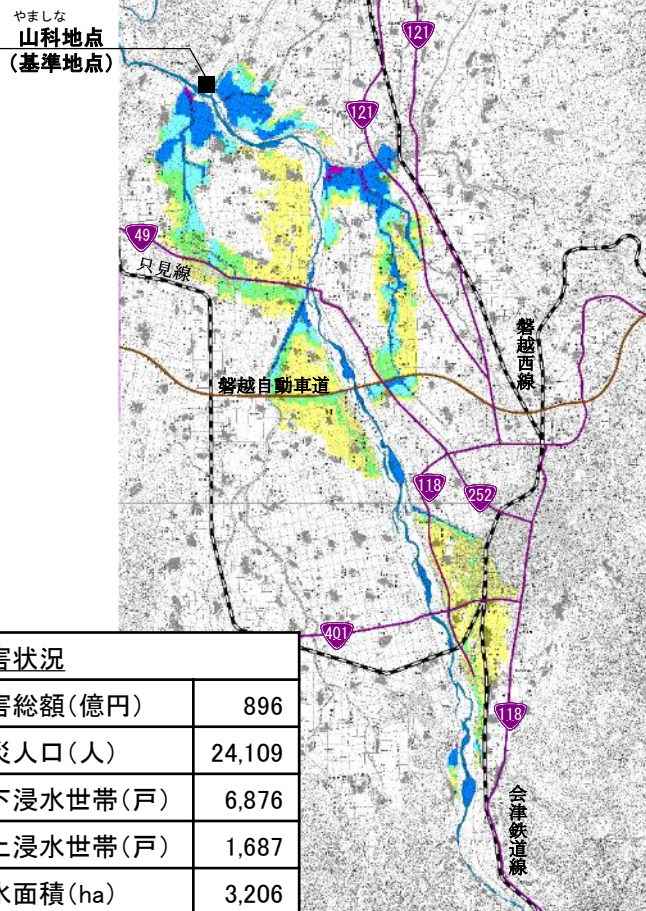 やましな
山科地点
(基準地点)
121
121
49
只見線
磐越西線
磐越自動車道
118
252
401
118
会津鉄道線
害状況
害総額(億円) 896
災人口(人) 24,109
下浸水世帯(戸) 6,876
上浸水世帯(戸) 1,687
水面積(ha) 3,206